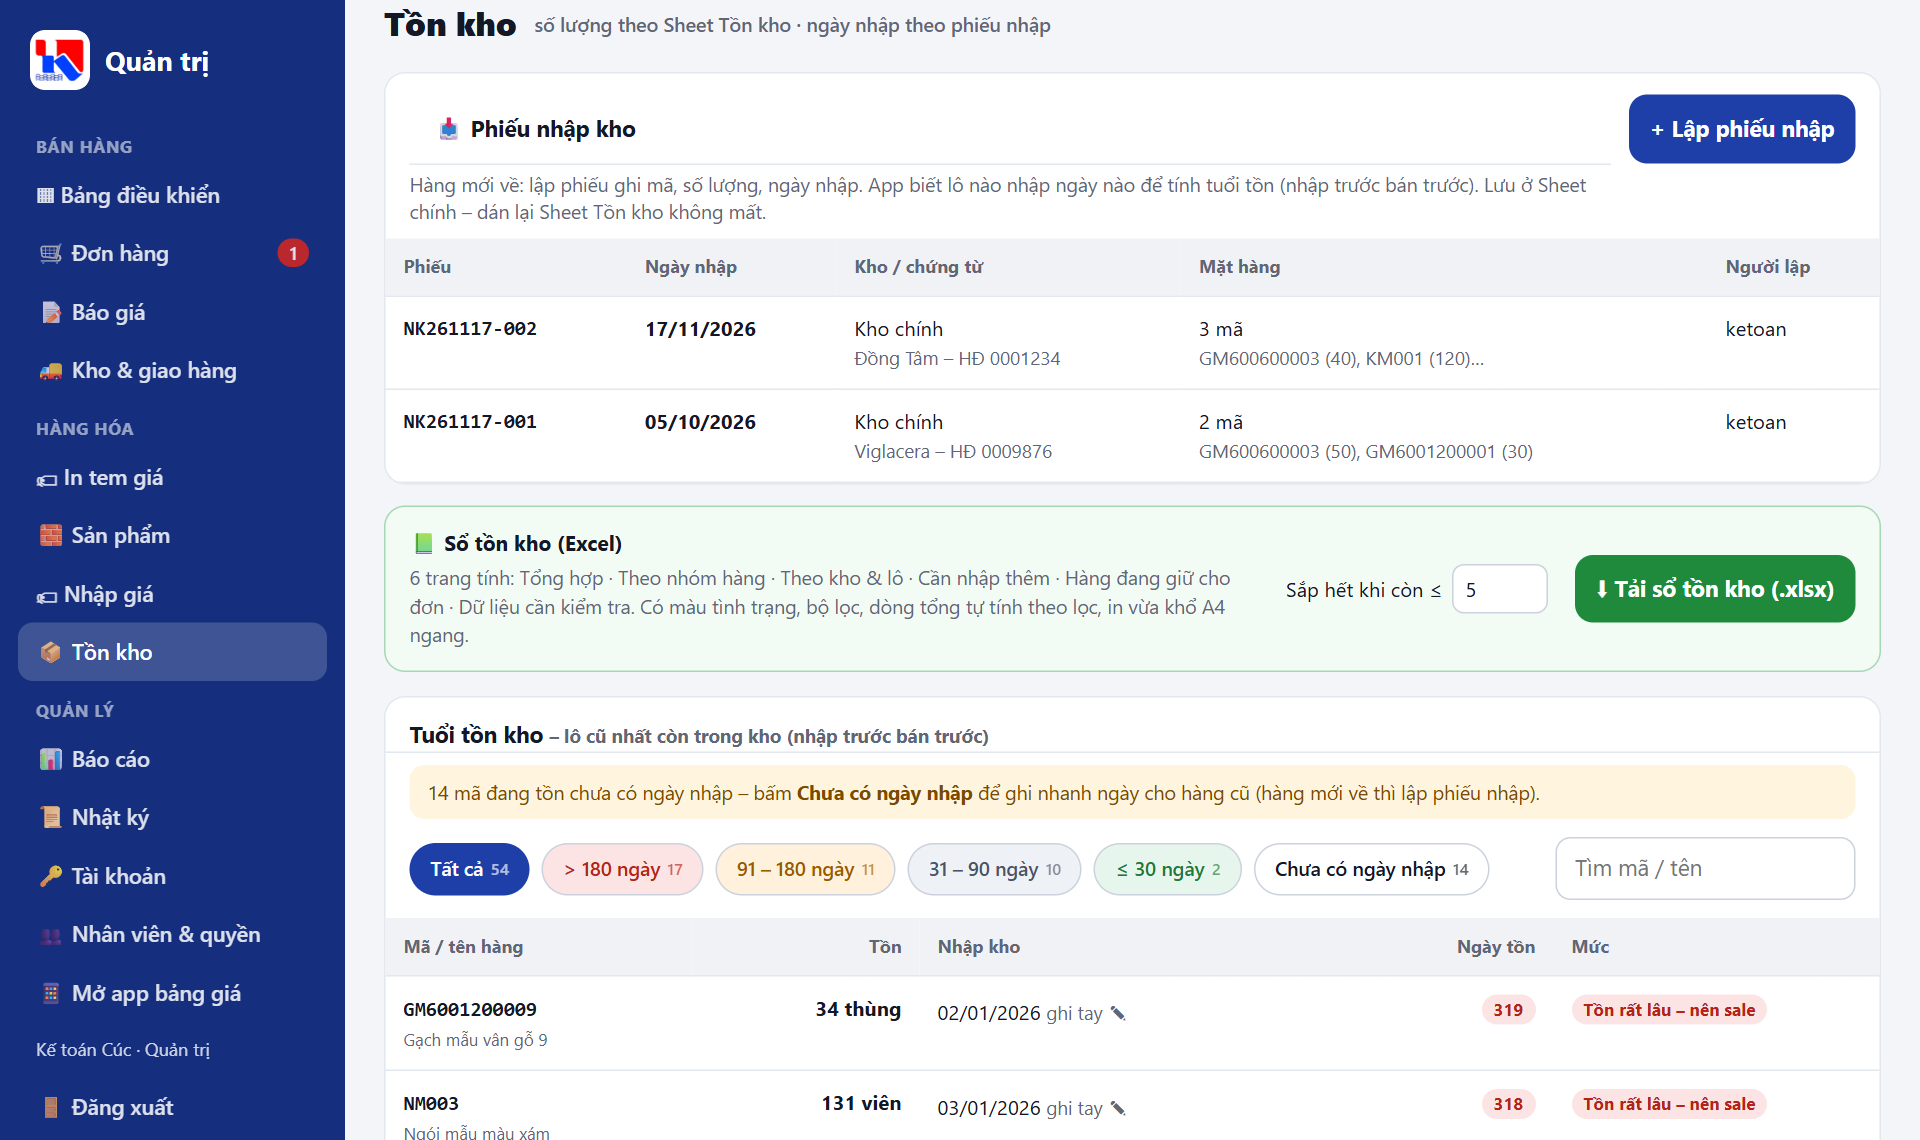 Quản trị
BÁN HÀNG
Bảng điều khiển
Đơn hàng 1
Báo giá
Kho & giao hàng
HÀNG HÓA
In tem giá
Sản phẩm
Nhập giá
Tồn kho
QUẢN LÝ
Báo cáo
Nhật ký
Tài khoản
Nhân viên & quyền
Mở app bảng giá
Kế toán Cúc · Quản trị
Đăng xuất
Tồn kho số lượng theo Sheet Tồn kho · ngày nhập theo phiếu nhập
Phiếu nhập kho
+ Lập phiếu nhập
Hàng mới về: lập phiếu ghi mã, số lượng, ngày nhập. App biết lô nào nhập ngày nào để tính tuổi tồn (nhập trước bán trước). Lưu ở Sheet
chính – dán lại Sheet Tồn kho không mất.
Phiếu Ngày nhập Kho / chứng từ Mặt hàng Người lập
NK261117-002 17/11/2026 Kho chính 3 mã ketoan
Đồng Tâm – HĐ 0001234 GM600600003 (40), KM001 (120)...
NK261117-001 05/10/2026 Kho chính 2 mã ketoan
Viglacera – HĐ 0009876 GM600600003 (50), GM6001200001 (30)
Sổ tồn kho (Excel)
6 trang tính: Tổng hợp · Theo nhóm hàng · Theo kho & lô · Cần nhập thêm · Hàng đang giữ cho
đơn · Dữ liệu cần kiểm tra. Có màu tình trạng, bộ lọc, dòng tổng tự tính theo lọc, in vừa khổ A4
ngang.
Sắp hết khi còn ≤ 5
⬇ Tải sổ tồn kho (.xlsx)
Tuổi tồn kho – lô cũ nhất còn trong kho (nhập trước bán trước)
14 mã đang tồn chưa có ngày nhập – bấm Chưa có ngày nhập để ghi nhanh ngày cho hàng cũ (hàng mới về thì lập phiếu nhập).
Tất cả 54 > 180 ngày 17 91 – 180 ngày 11 31 – 90 ngày 10 ≤ 30 ngày 2 Chưa có ngày nhập 14 Tìm mã / tên
Mã / tên hàng Tồn Nhập kho Ngày tồn Mức
GM6001200009 34 thùng 02/01/2026 ghi tay 319 Tồn rất lâu – nên sale
Gạch mẫu vân gỗ 9
NM003 131 viên 03/01/2026 ghi tay 318 Tồn rất lâu – nên sale
Ngói mẫu màu xám